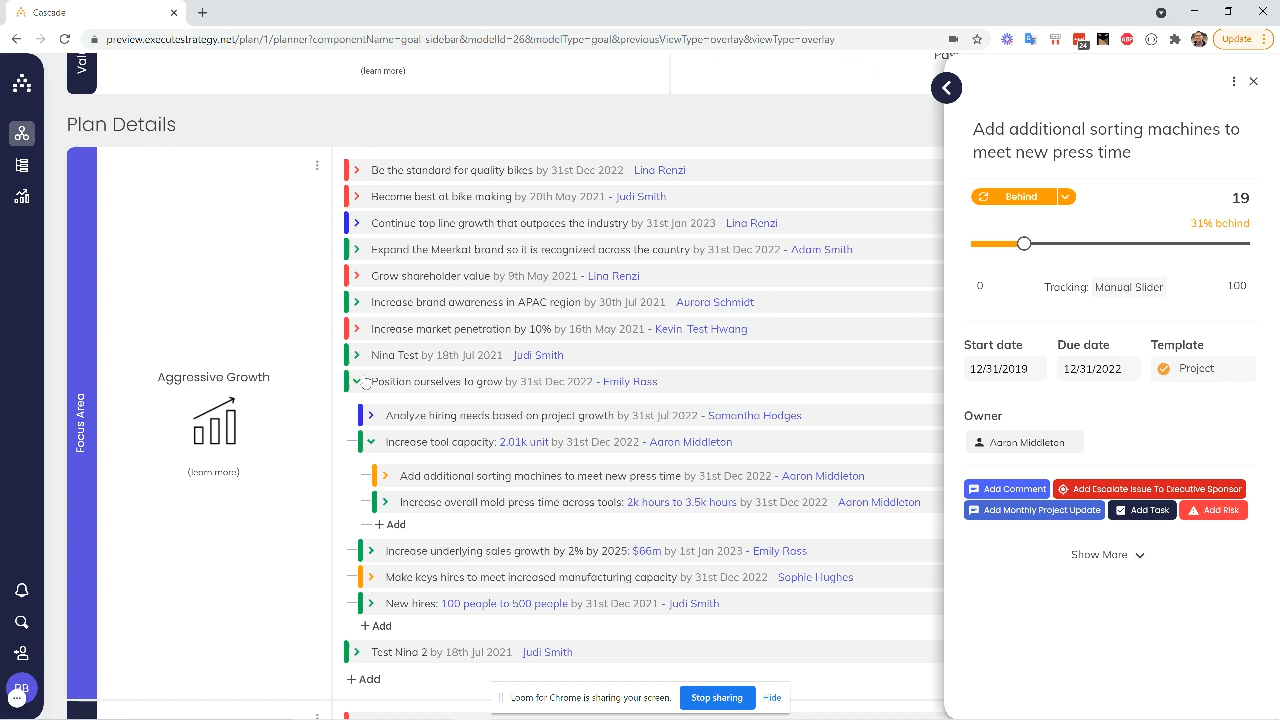 Cascade
preview.executestrategy.net/plan/1/planner?componentName=goal_sidebar&modelId=26&modelType=goal&previousViewType=overlay&viewType=overlay
24
ABP
Update
(learn more)
Plan Details
Focus Area
Aggressive Growth
(learn more)
Be the standard for quality bikes by 31st Dec 2022 - Lina Renzi
Become best at bike making by 20th May 2021 - Judi Smith
Continue top line growth that outpaces the industry by 31st Jan 2023 - Lina Renzi
Expand the Meerkat brand so it is recognized across the country by 31st Dec 2022 - Adam Smith
Grow shareholder value by 9th May 2021 - Lina Renzi
Increase brand awareness in APAC region by 30th Jul 2021 - Aurora Schmidt
Increase market penetration by 10% by 16th May 2021 - Kevin Test Hwang
Nina Test by 18th Jul 2021 - Judi Smith
Position ourselves to grow by 31st Dec 2022 - Emily Rass
Analyze hiring needs based on project growth by 31st Jul 2022 - Samantha Hodges
Increase tool capacity: 2.01k unit by 31st Dec 2022 - Aaron Middleton
Add additional sorting machines to meet new press time by 31st Dec 2022 - Aaron Middleton
Increase overall mold press time across tools: 2k hours to 3.5k hours by 31st Dec 2022 - Aaron Middleton
+ Add
Increase underlying sales growth by 2% by 2025: $66m by 1st Jan 2023 - Emily Rass
Make keys hires to meet increased manufacturing capacity by 31st Dec 2022 - Sophie Hughes
New hires: 100 people to 500 people by 31st Dec 2021 - Judi Smith
+ Add
Test Nina 2 by 18th Jul 2021 - Judi Smith
+ Add
Add additional sorting machines to
meet new press time
Behind
19
31% behind
0 Tracking: Manual Slider 100
Start date Due date Template
12/31/2019 12/31/2022 Project
Owner
Aaron Middleton
Add Comment Add Escalate Issue To Executive Sponsor
Add Monthly Project Update Add Task Add Risk
Show More
Loom for Chrome is sharing your screen. Stop sharing Hide